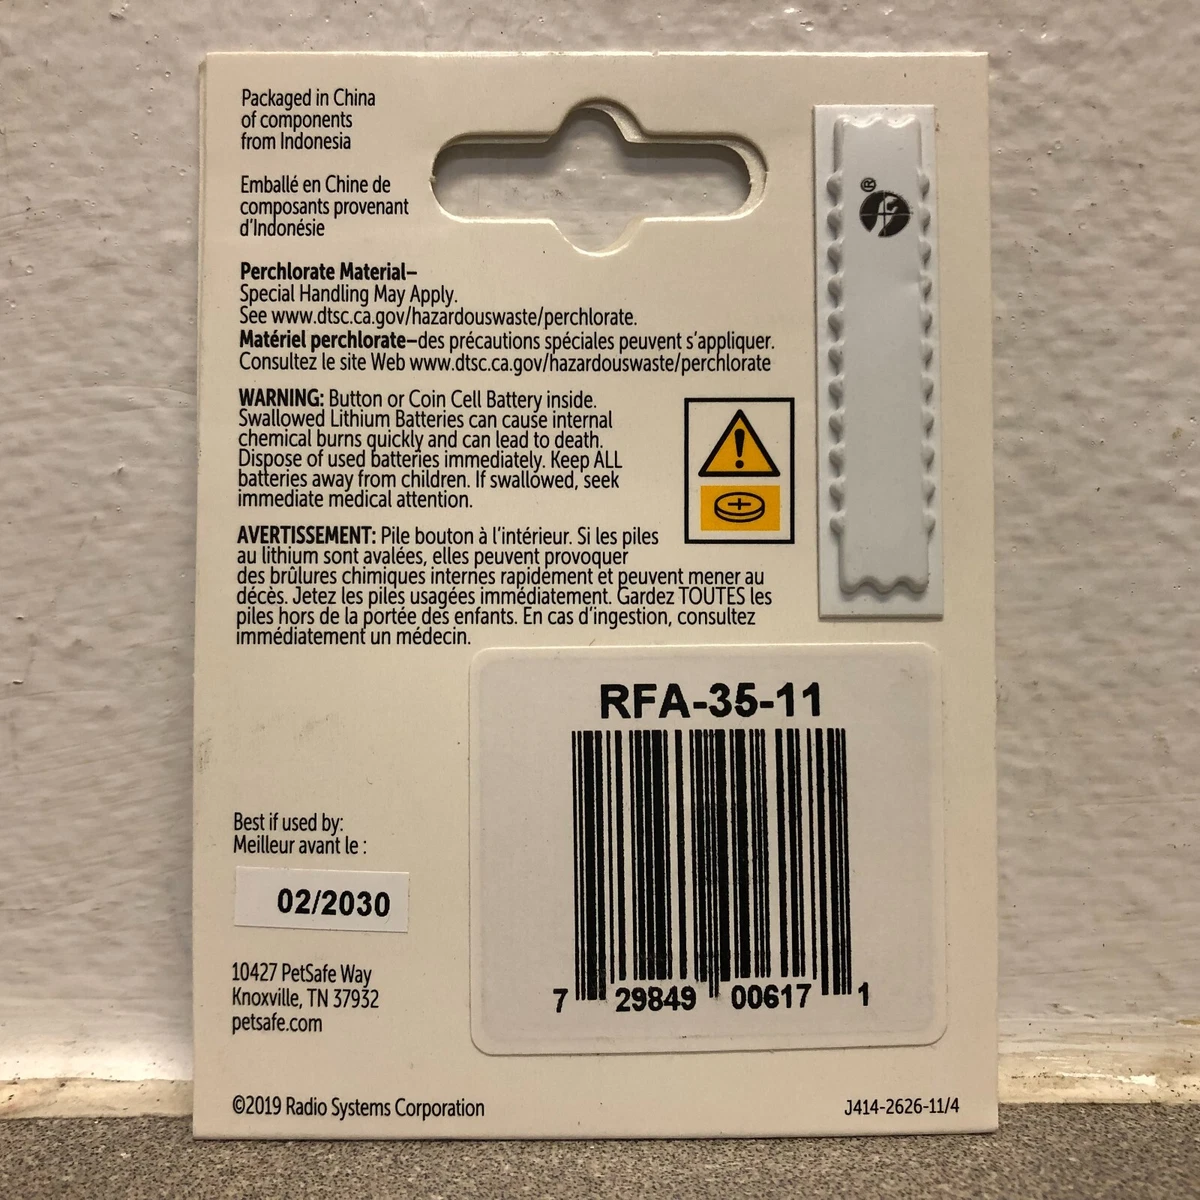 Packaged in China
of components
from Indonesia
Emballé en Chine de
composants provenant
d'Indonésie
Perchlorate Material–
Special Handling May Apply.
See www.dtsc.ca.gov/hazardouswaste/perchlorate.
Matériel perchlorate–des précautions spéciales peuvent s'appliquer.
Consultez le site Web www.dtsc.ca.gov/hazardouswaste/perchlorate
WARNING: Button or Coin Cell Battery inside.
Swallowed Lithium Batteries can cause internal
chemical burns quickly and can lead to death.
Dispose of used batteries immediately. Keep ALL
batteries away from children. If swallowed, seek
immediate medical attention.
AVERTISSEMENT: Pile bouton à l'intérieur. Si les piles
au lithium sont avalées, elles peuvent provoquer
des brûlures chimiques internes rapidement et peuvent mener au
décès. Jetez les piles usagées immédiatement. Gardez TOUTES les
piles hors de la portée des enfants. En cas d'ingestion, consultez
immédiatement un médecin.
®
RFA-35-11
7 29849 00617 1
Best if used by:
Meilleur avant le :
02/2030
10427 PetSafe Way
Knoxville, TN 37932
petsafe.com
©2019 Radio Systems Corporation
J414-2626-11/4